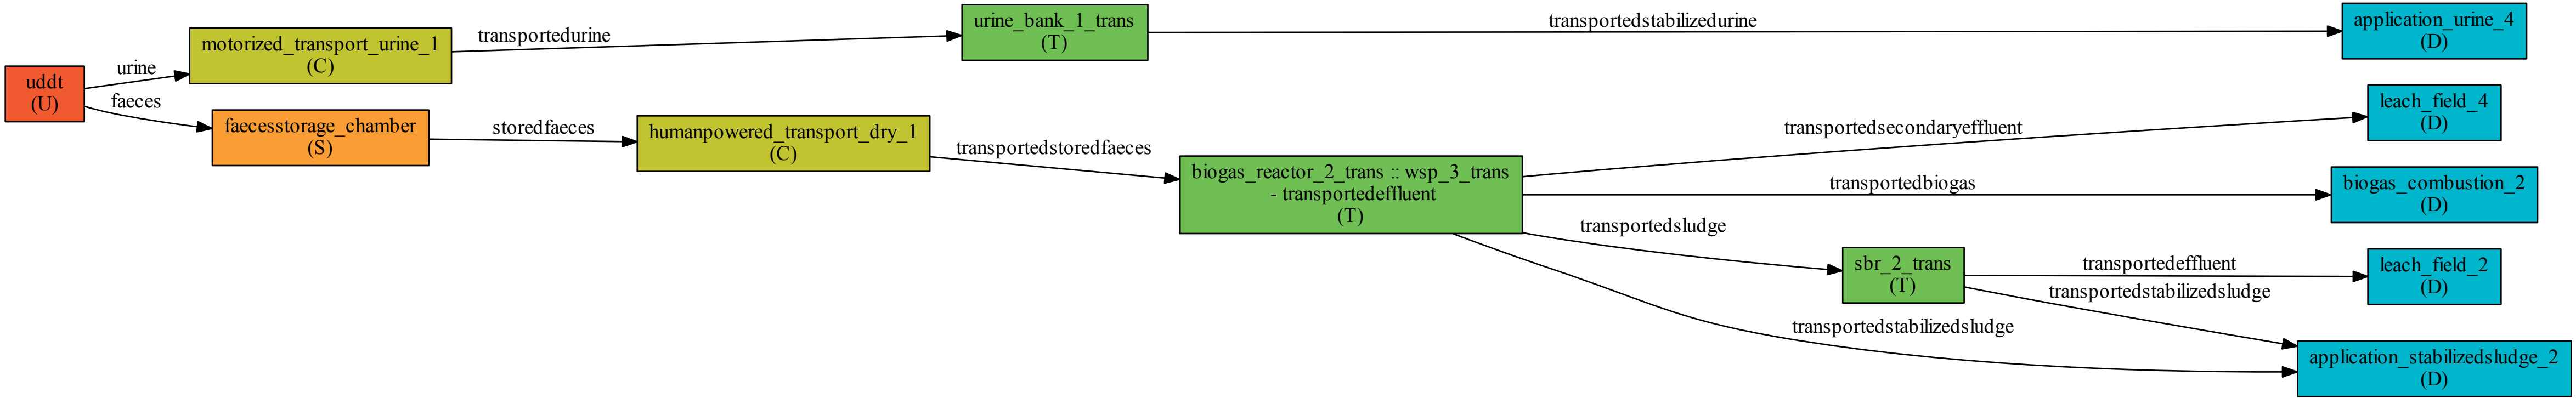 uddt
(U)
urine
faeces
motorized_transport_urine_1
(C)
transportedurine
urine_bank_1_trans
(T)
transportedstabilizedurine
application_urine_4
(D)
faecesstorage_chamber
(S)
storedfaeces
humanpowered_transport_dry_1
(C)
transportedstoredfaeces
biogas_reactor_2_trans :: wsp_3_trans
- transportedeffluent
(T)
transportedsecondaryeffluent
leach_field_4
(D)
transportedbiogas
biogas_combustion_2
(D)
transportedsludge
sbr_2_trans
(T)
transportedeffluent
leach_field_2
(D)
transportedstabilizedsludge
transportedstabilizedsludge
application_stabilizedsludge_2
(D)